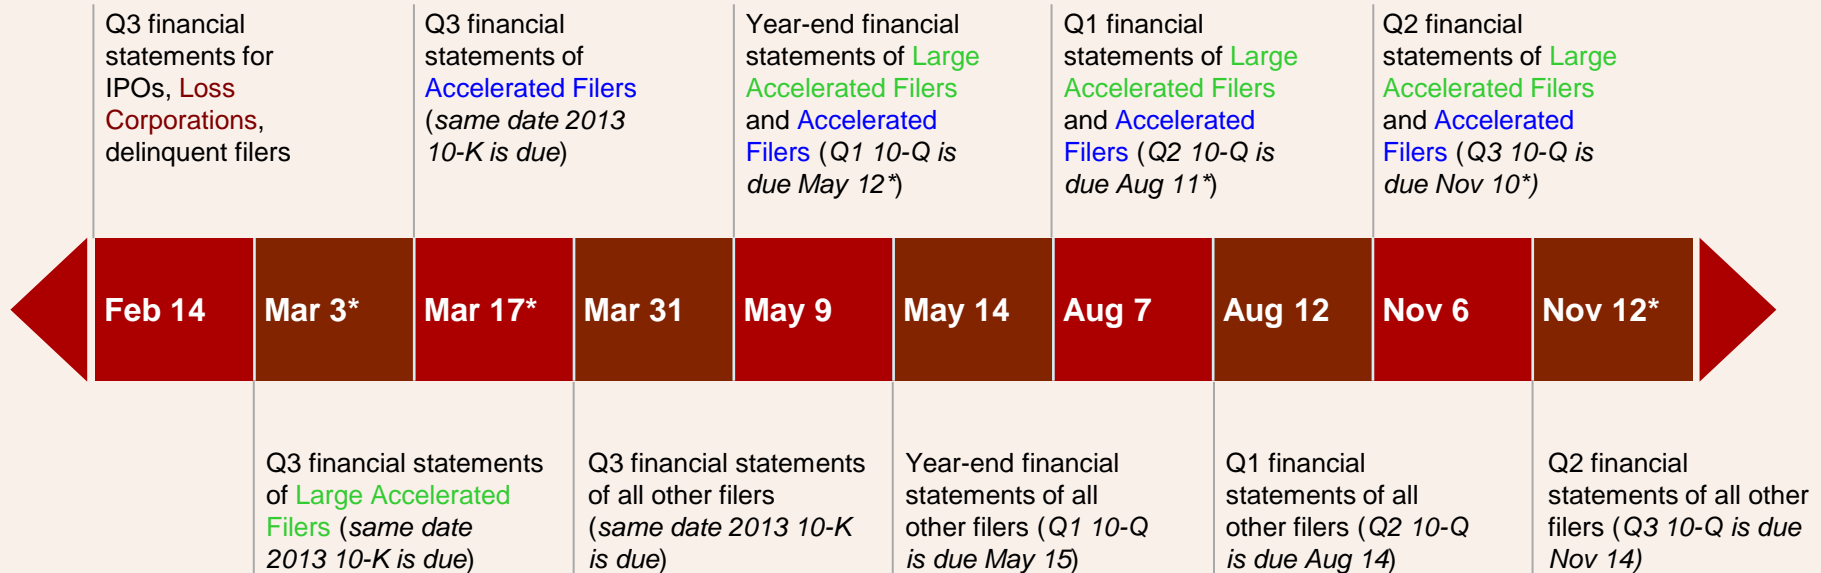 Q3 financial
statements for
IPOs, Loss
Corporations,
delinquent filers
Q3 financial
statements of
Accelerated Filers
(same date 2013
10-K is due)
Year-end financial
statements of Large
Accelerated Filers
and Accelerated
Filers (Q1 10-Q is
due May 12*)
Q1 financial
statements of Large
Accelerated Filers
and Accelerated
Filers (Q2 10-Q is
due Aug 11*)
Q2 financial
statements of Large
Accelerated Filers
and Accelerated
Filers (Q3 10-Q is
due Nov 10*)
Feb 14
Mar 3*
Mar 17*
Mar 31
May 9
May 14
Aug 7
Aug 12
Nov 6
Nov 12*
Q3 financial statements
of Large Accelerated
Filers (same date
2013 10-K is due)
Q3 financial statements
of all other filers
(same date 2013 10-K
is due)
Year-end financial
statements of all
other filers (Q1 10-Q
is due May 15)
Q1 financial
statements of all
other filers (Q2 10-Q
is due Aug 14)
Q2 financial
statements of all other
filers (Q3 10-Q is due
Nov 14)